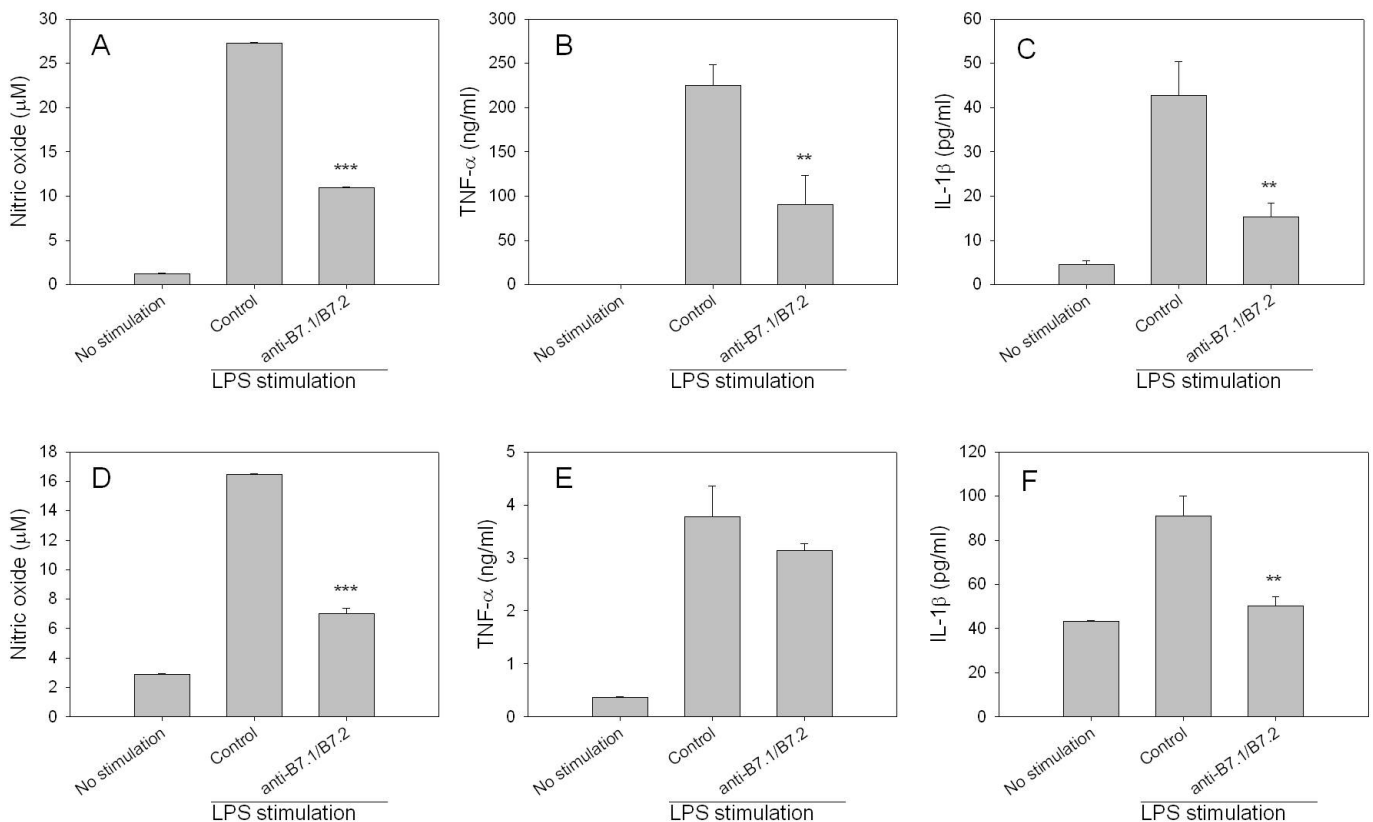 A
Nitric oxide (μM)
30
25
20
15
10
5
0
***
No stimulation
Control
anti-B7.1/B7.2
LPS stimulation
B
TNF-α (ng/ml)
300
250
200
150
100
50
0
**
No stimulation
Control
anti-B7.1/B7.2
LPS stimulation
C
IL-1β (pg/ml)
60
50
40
30
20
10
0
**
No stimulation
Control
anti-B7.1/B7.2
LPS stimulation
D
Nitric oxide (μM)
18
16
14
12
10
8
6
4
2
0
***
No stimulation
Control
anti-B7.1/B7.2
LPS stimulation
E
TNF-α (ng/ml)
5
4
3
2
1
0
No stimulation
Control
anti-B7.1/B7.2
LPS stimulation
F
IL-1β (pg/ml)
120
100
80
60
40
20
0
**
No stimulation
Control
anti-B7.1/B7.2
LPS stimulation